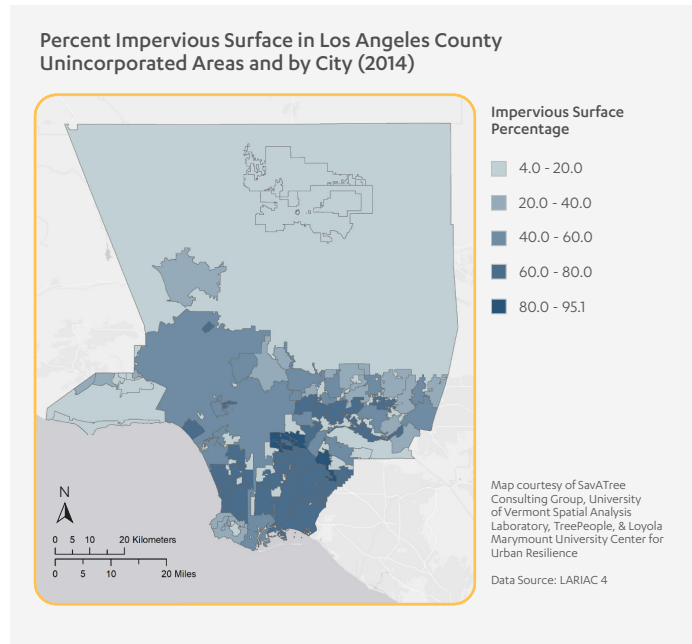 Percent Impervious Surface in Los Angeles County
Unincorporated Areas and by City (2014)
Impervious Surface
Percentage
4.0 - 20.0
20.0 - 40.0
40.0 - 60.0
60.0 - 80.0
80.0 - 95.1
N
0 5 10 20 Kilometers
0 5 10 20 Miles
Map courtesy of SavATree
Consulting Group, University
of Vermont Spatial Analysis
Laboratory, TreePeople, & Loyola
Marymount University Center for
Urban Resilience
Data Source: LARIAC 4